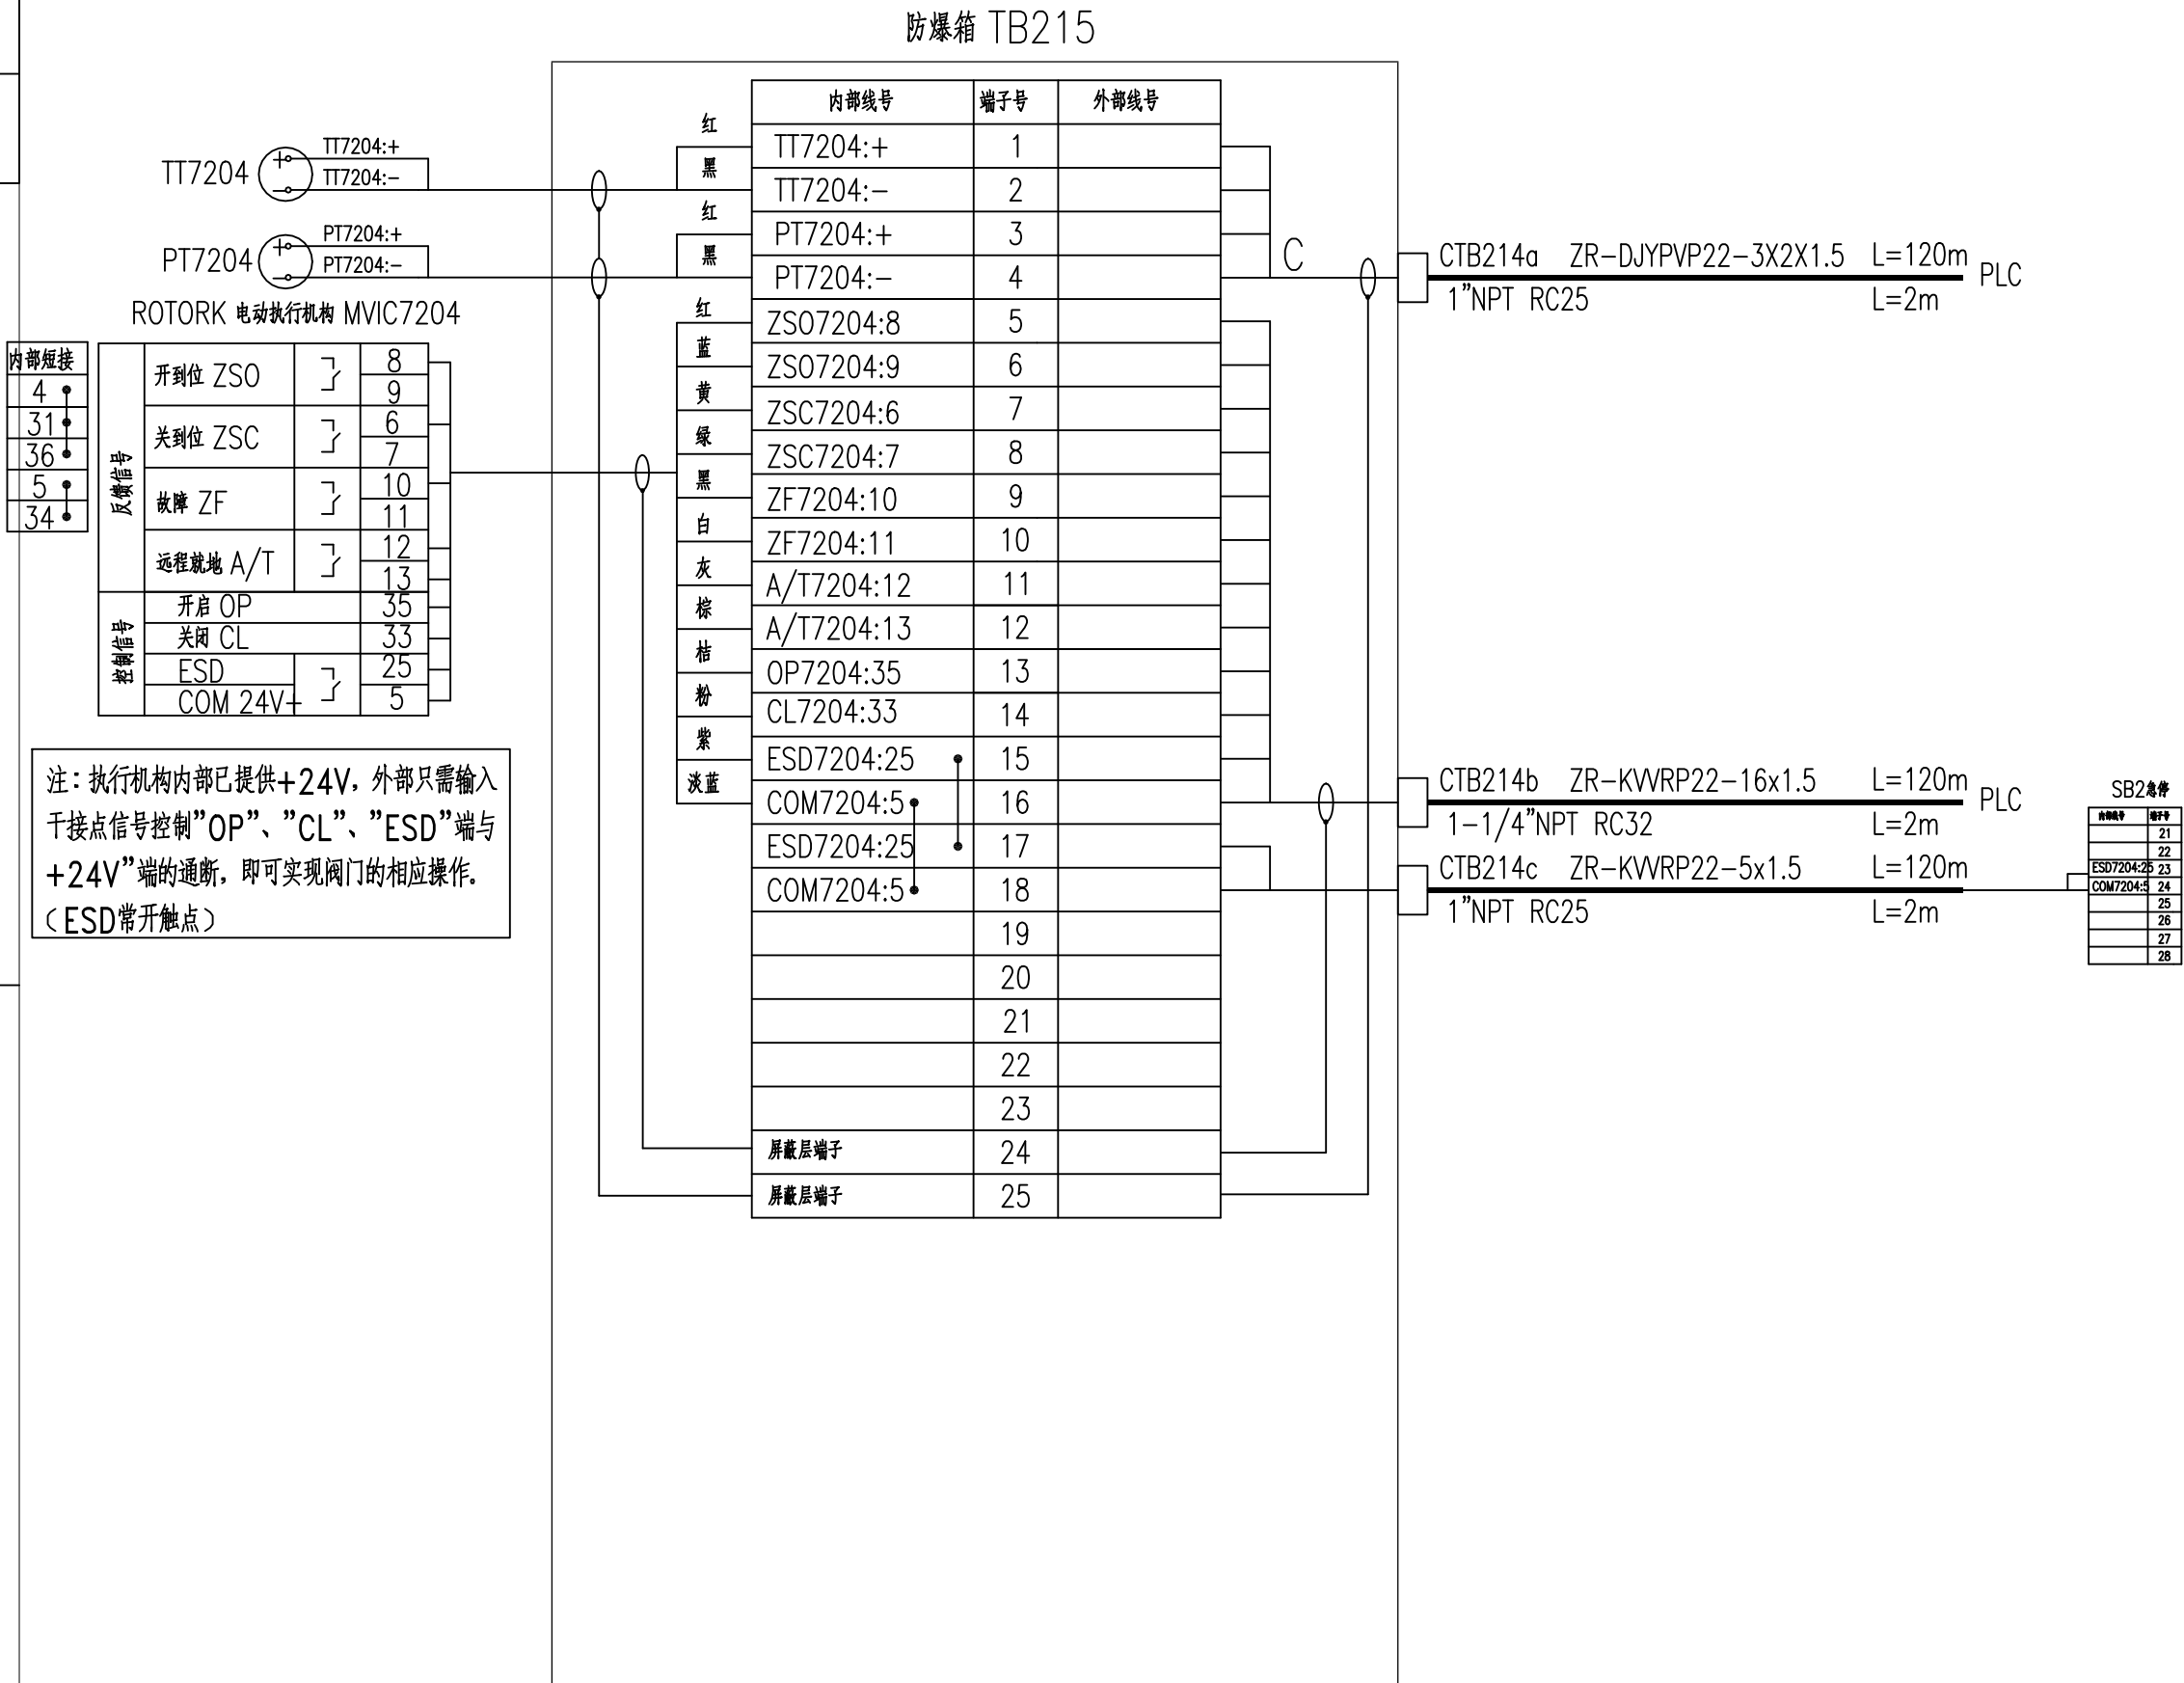 防爆箱 TB215
内部线号 端子号 外部线号
TT7204:+ 1
TT7204:- 2
PT7204:+ 3
PT7204:- 4
ZSO7204:8 5
ZSO7204:9 6
ZSC7204:6 7
ZSC7204:7 8
ZF7204:10 9
ZF7204:11 10
A/T7204:12 11
A/T7204:13 12
OP7204:35 13
CL7204:33 14
ESD7204:25 15
COM7204:5 16
ESD7204:25 17
COM7204:5 18
19
20
21
22
23
屏蔽层端子 24
屏蔽层端子 25
红
黑
红
黑
红
蓝
黄
绿
黑
白
灰
棕
桔
粉
紫
淡蓝
TT7204 + - TT7204:+
TT7204:-
PT7204 + - PT7204:+
PT7204:-
ROTORK 电动执行机构 MVIC7204
内部短接
4
31
36
5
34
反馈信号
开到位 ZSO 8
9
关到位 ZSC 6
7
故障 ZF 10
11
远程就地 A/T 12
13
控制信号
开启 OP 35
关闭 CL 33
ESD 25
COM 24V+ 5
注：执行机构内部已提供+24V，外部只需输入
干接点信号控制”OP”、”CL”、”ESD”端与
+24V”端的通断，即可实现阀门的相应操作。
（ESD常开触点）
C
CTB214a ZR-DJYPVP22-3X2X1.5 L=120m
1”NPT RC25 L=2m
PLC
CTB214b ZR-KVVRP22-16x1.5 L=120m
1-1/4”NPT RC32 L=2m
PLC
CTB214c ZR-KVVRP22-5x1.5 L=120m
1”NPT RC25 L=2m
SB2急停
内部线号 端子号
21
22
ESD7204:25 23
COM7204:5 24
25
26
27
28